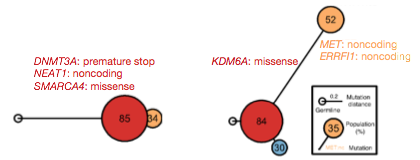 52
DNMT3A: premature stop
NEAT1: noncoding
SMARCA4: missense
KDM6A: missense
MET: noncoding
ERRFI1: noncoding
85
34
84
30
0.2
Mutation
distance
Germline
35
Population
(%)
Mutation